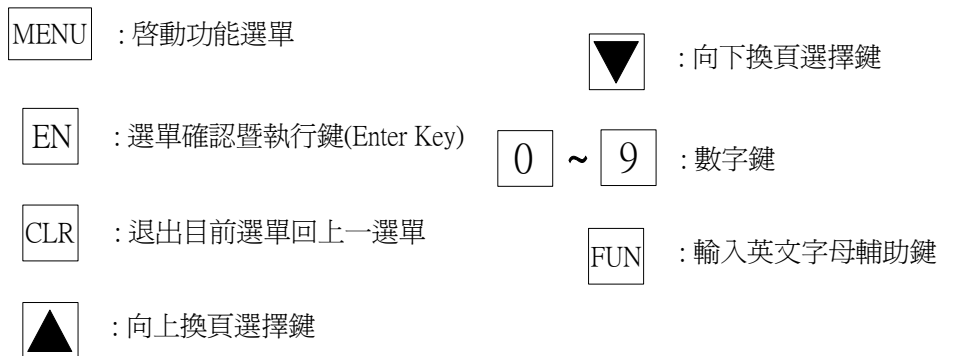 MENU : 啓動功能選單
EN : 選單確認暨執行鍵(Enter Key)
CLR : 退出目前選單回上一選單
▲ : 向上換頁選擇鍵
▼ : 向下換頁選擇鍵
0 ~ 9 : 數字鍵
FUN : 輸入英文字母輔助鍵